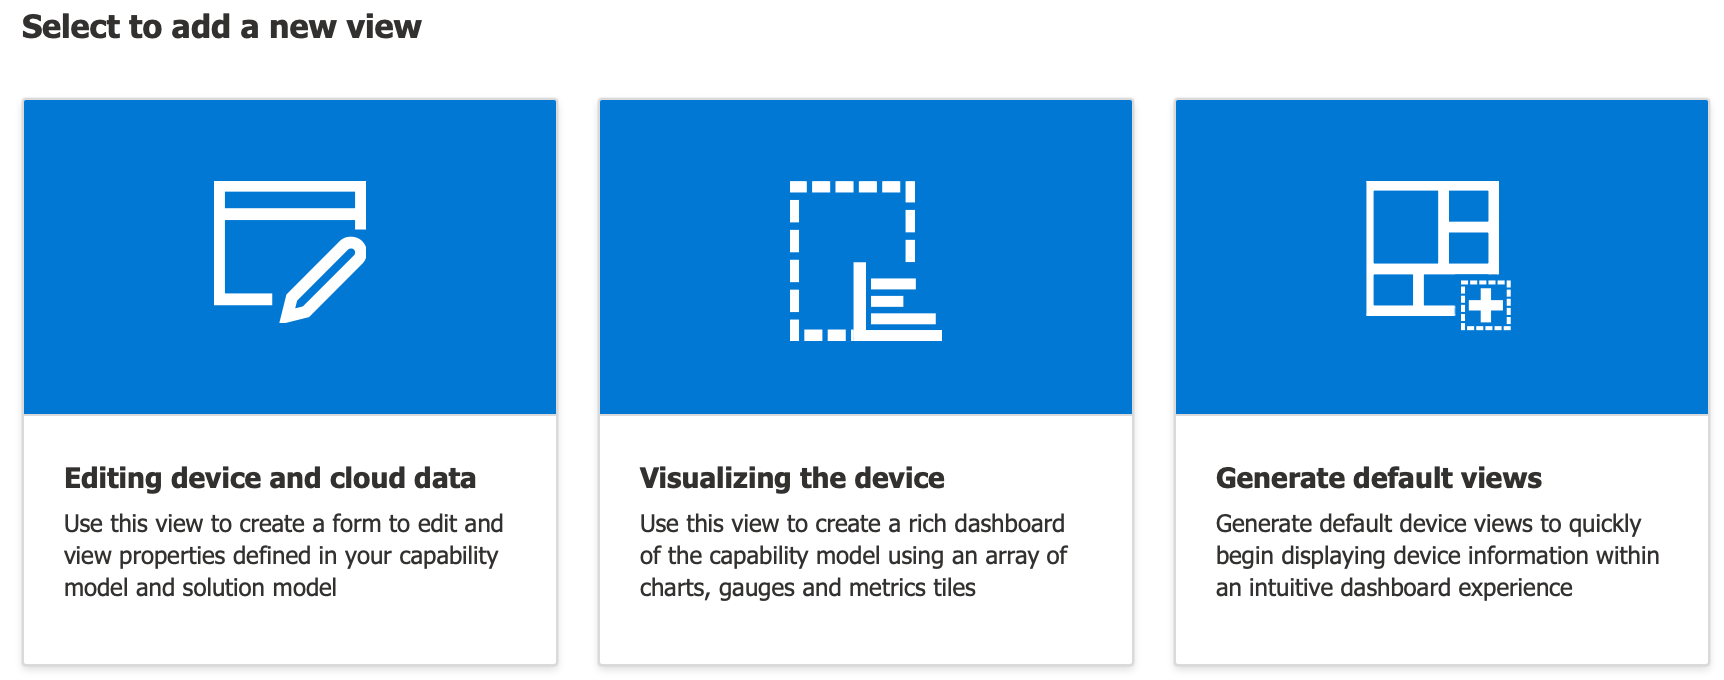 Select to add a new view
Editing device and cloud data
Use this view to create a form to edit and
view properties defined in your capability
model and solution model
Visualizing the device
Use this view to create a rich dashboard
of the capability model using an array of
charts, gauges and metrics tiles
Generate default views
Generate default device views to quickly
begin displaying device information within
an intuitive dashboard experience